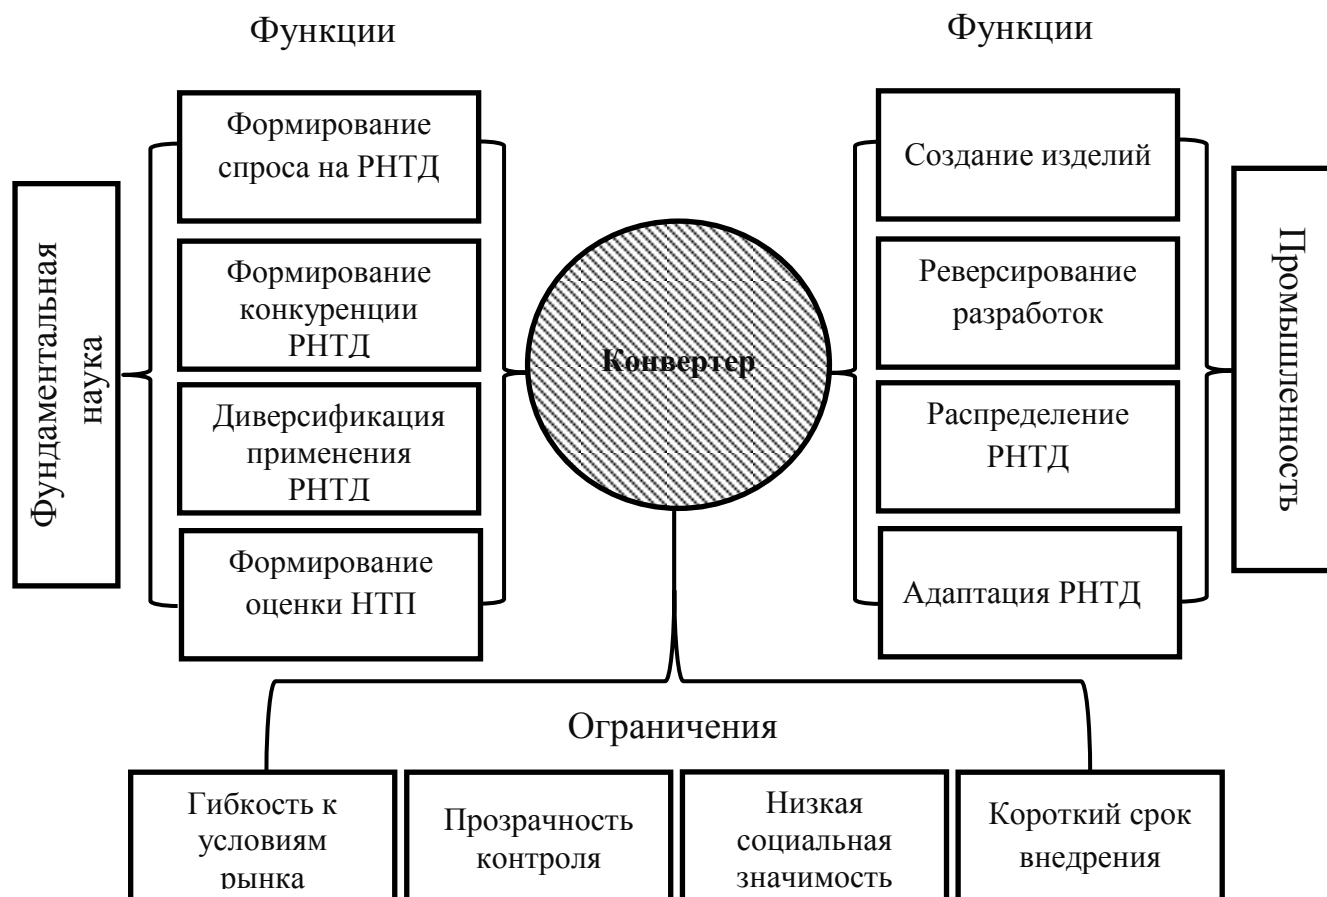 Функции
Функции
Фундаментальная
наука
Формирование
спроса на РНТД
Формирование
конкуренции
РНТД
Диверсификация
применения
РНТД
Формирование
оценки НТП
Конвертер
Создание изделий
Реверсирование
разработок
Распределение
РНТД
Адаптация РНТД
Промышленность
Ограничения
Гибкость к
условиям
рынка
Прозрачность
контроля
Низкая
социальная
значимость
Короткий срок
внедрения